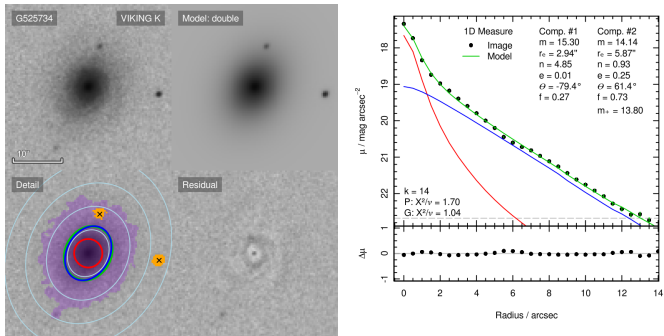 G525734
VIKING K
Model: double
10"
Detail
Residual
1D Measure
Image
Model
Comp. #1
m = 15.30
rₑ = 2.94"
n = 4.85
e = 0.01
Θ = -79.4°
f = 0.27
Comp. #2
m = 14.14
rₑ = 5.87"
n = 0.93
e = 0.25
Θ = 61.4°
f = 0.73
m₊ = 13.80
k = 14
P: X²/ν = 1.70
G: X²/ν = 1.04
μ / mag arcsec⁻²
18
19
20
21
22
Δμ
1
0
-1
0 2 4 6 8 10 12 14
Radius / arcsec